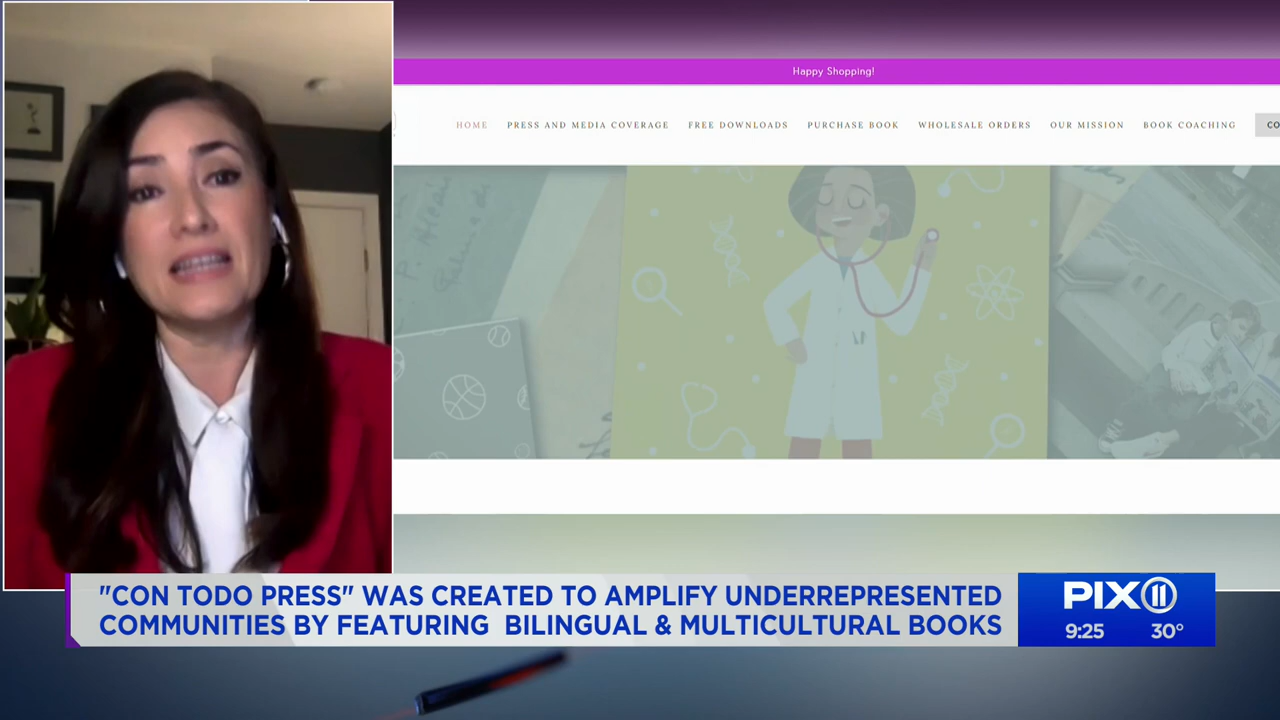 Happy Shopping!
HOME PRESS AND MEDIA COVERAGE FREE DOWNLOADS PURCHASE BOOK WHOLESALE ORDERS OUR MISSION BOOK COACHING CO
"CON TODO PRESS" WAS CREATED TO AMPLIFY UNDERREPRESENTED
COMMUNITIES BY FEATURING BILINGUAL & MULTICULTURAL BOOKS
PIX11
9:25 30°